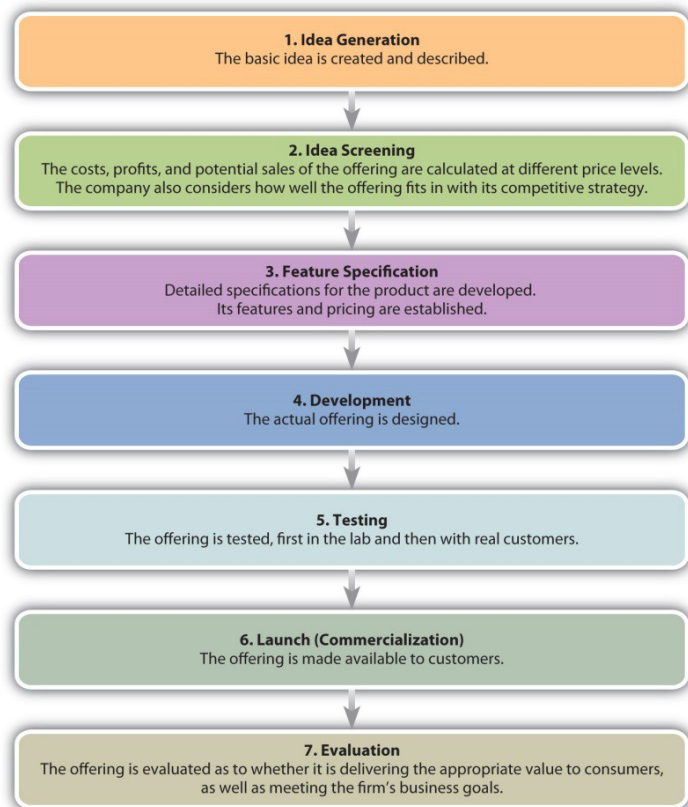 1. Idea Generation
The basic idea is created and described.
2. Idea Screening
The costs, profits, and potential sales of the offering are calculated at different price levels.
The company also considers how well the offering fits in with its competitive strategy.
3. Feature Specification
Detailed specifications for the product are developed.
Its features and pricing are established.
4. Development
The actual offering is designed.
5. Testing
The offering is tested, first in the lab and then with real customers.
6. Launch (Commercialization)
The offering is made available to customers.
7. Evaluation
The offering is evaluated as to whether it is delivering the appropriate value to consumers,
as well as meeting the firm's business goals.